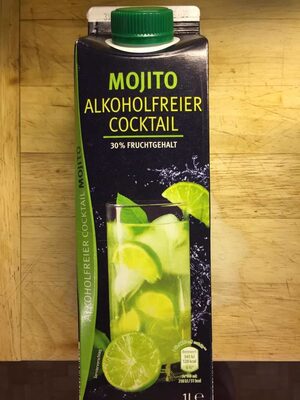 MOJITO
ALKOHOLFREIER
COCKTAIL
30% FRUCHTGEHALT
ALKOHOLFREIER COCKTAIL MOJITO
1L e